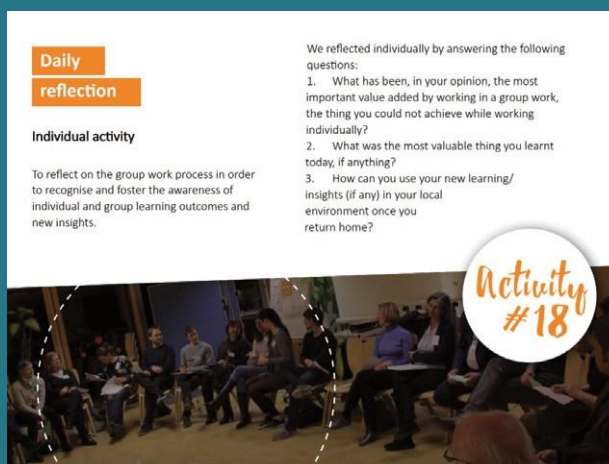 Daily
reflection
Individual activity
To reflect on the group work process in order
to recognise and foster the awareness of
individual and group learning outcomes and
new insights.
We reflected individually by answering the following
questions:
1. What has been, in your opinion, the most
important value added by working in a group work,
the thing you could not achieve while working
individually?
2. What was the most valuable thing you learnt
today, if anything?
3. How can you use your new learning/
insights (if any) in your local
environment once you
return home?
Activity
#18